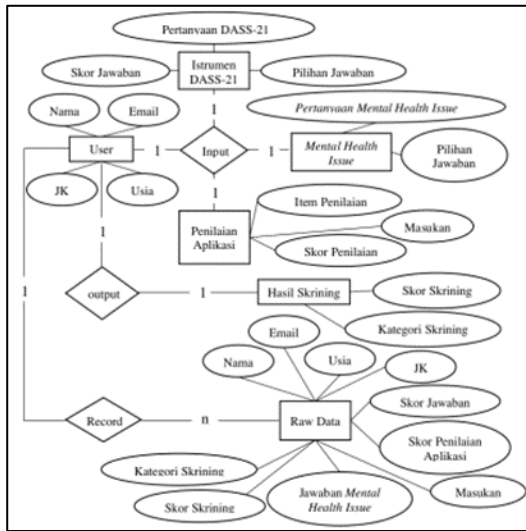 Pertanyaan DASS-21
Istrumen
DASS-21
Skor Jawaban
Pilihan Jawaban
1
Nama
Email
Pertanyaan Mental Health Issue
User
1
Input
1
Mental Health
Issue
Pilihan
Jawaban
JK
Usia
1
Penilaian
Aplikasi
Item Penilaian
Masukan
Skor Penilaian
1
1
output
1
Hasil Skrining
Skor Skrining
Kategori Skrining
Email
Nama
Usia
JK
Record
n
Raw Data
Skor Jawaban
Skor Penilaian
Aplikasi
Kategori Skrining
Skor Skrining
Jawaban Mental
Health Issue
Masukan